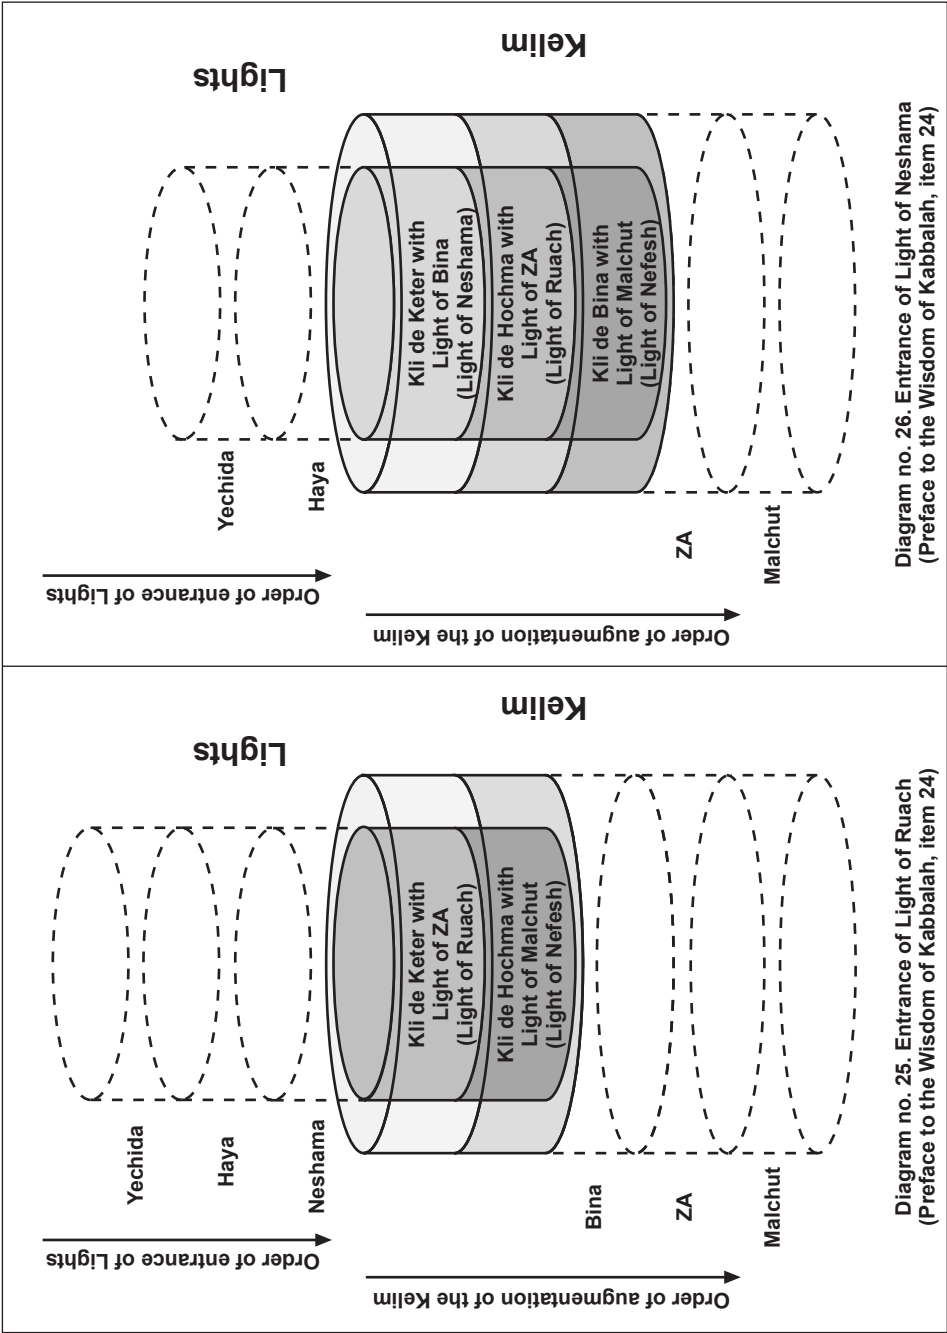 Lights
Kelim
Order of entrance of Lights
Order of augmentation of the Kelim
Yechida
Haya
Neshama
Kli de Keter with
Light of ZA
(Light of Ruach)
Kli de Hochma with
Light of Malchut
(Light of Nefesh)
Bina
ZA
Malchut
Diagram no. 25. Entrance of Light of Ruach
(Preface to the Wisdom of Kabbalah, item 24)
Lights
Kelim
Order of entrance of Lights
Order of augmentation of the Kelim
Yechida
Haya
Kli de Keter with
Light of Bina
(Light of Neshama)
Kli de Hochma with
Light of ZA
(Light of Ruach)
Kli de Bina with
Light of Malchut
(Light of Nefesh)
ZA
Malchut
Diagram no. 26. Entrance of Light of Neshama
(Preface to the Wisdom of Kabbalah, item 24)